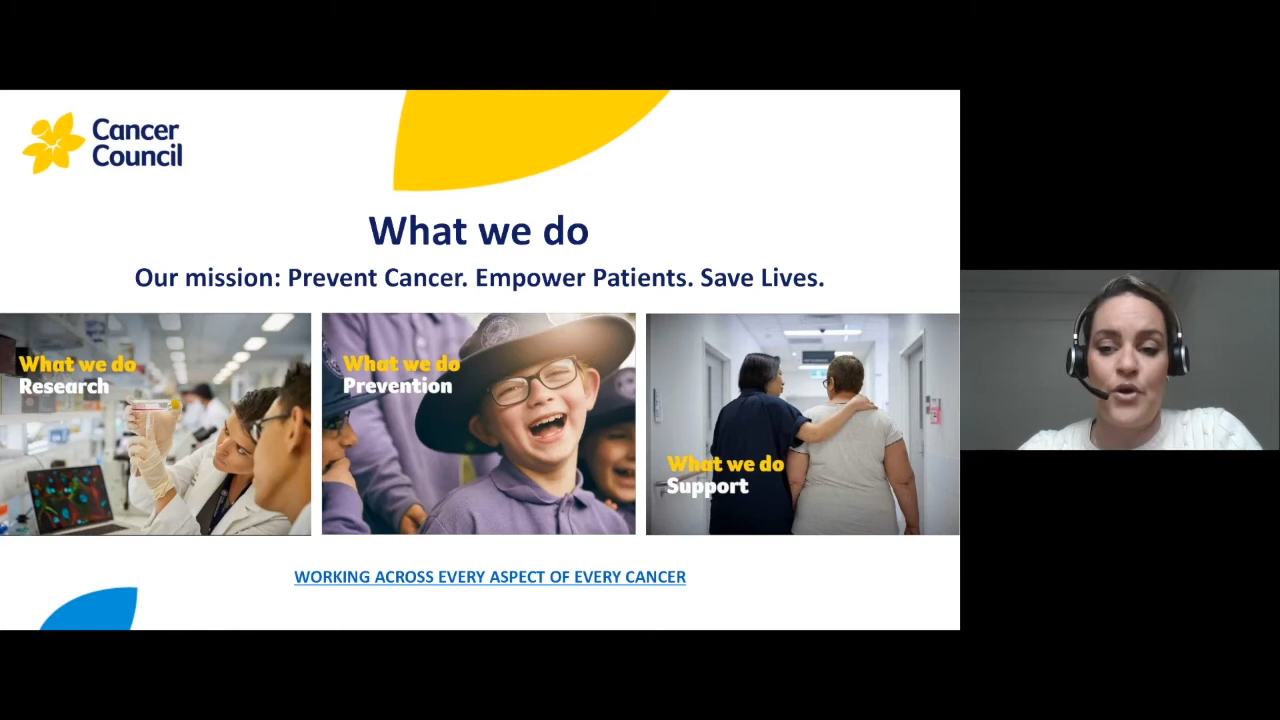 Cancer
Council
What we do
Our mission: Prevent Cancer. Empower Patients. Save Lives.
What we do
Research
What we do
Prevention
What we do
Support
WORKING ACROSS EVERY ASPECT OF EVERY CANCER